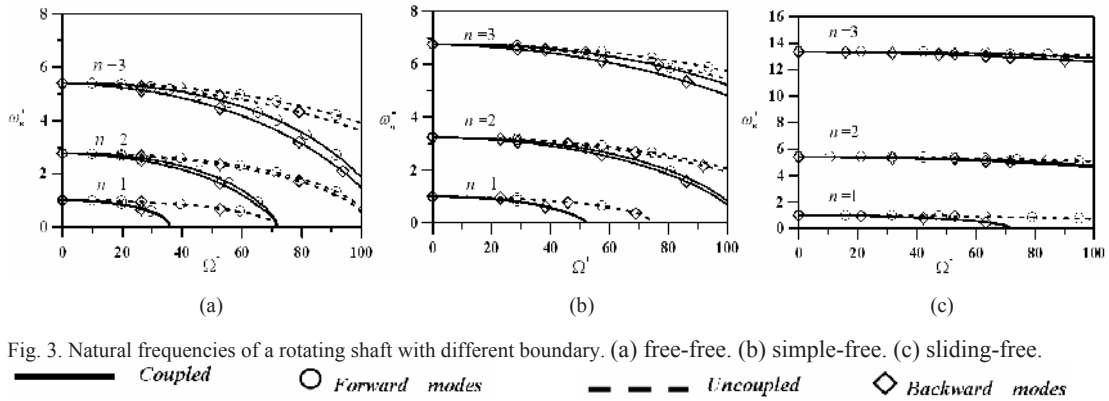 8
6
4
2
0
n=3
n 2
n 1
0 20 40 60 80 100
(a)
8
6
4
2
0
n=3
n=2
n 1
0 20 40 60 80 100
(b)
16
14
12
10
8
6
4
2
0
n=3
n=2
n=1
0 20 40 60 80 100
(c)
Fig. 3. Natural frequencies of a rotating shaft with different boundary. (a) free-free. (b) simple-free. (c) sliding-free.
Coupled Forward modes Uncoupled Backward modes